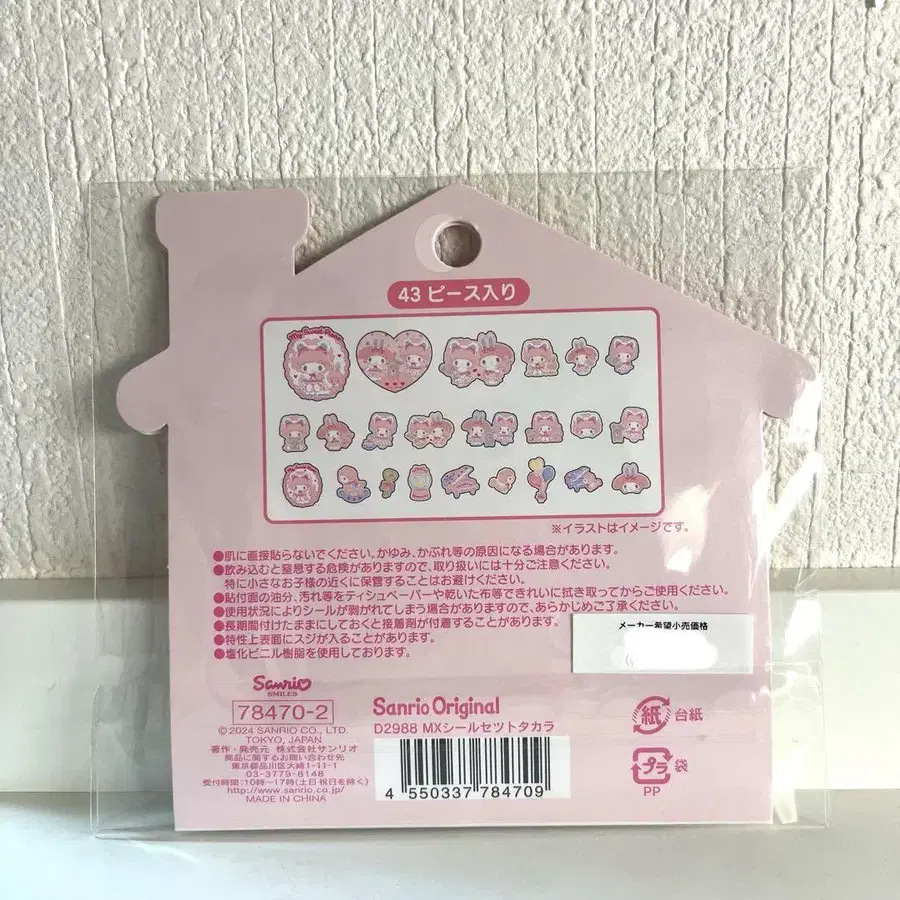 43 ピース入り
※イラストはイメージです。
●肌に直接貼らないでください。かゆみ、かぶれ等の原因になる場合があります。
●飲み込むと窒息する危険がありますので、取り扱いには十分ご注意ください。
特に小さなお子様の近くに保管することはお避けください。
●貼付面の油分、汚れ等をティシュペーパーや乾いた布等できれいに拭き取ってからご使用ください。
●使用状況によりシールが剥がれてしまう場合がありますので、あらかじめご了承ください。
●長期間付けたままにしておくと接着剤が付着することがあります。
●特性上表面にスジが入ることがあります。
●塩化ビニル樹脂を使用しております。
メーカー希望小売価格
Sanrio
SMILES
78470-2
©2024 SANRIO CO., LTD.
TOKYO, JAPAN
著作・発売元 株式会社サンリオ
商品に関するお問い合わせ先
東京都品川区大崎1-11-1
03-3779-8148
受付時間:10時~17時(土日祝日を除く)
http://www.sanrio.co.jp/
MADE IN CHINA
Sanrio Original
D2988 MXシールセットタカラ
4 550337 784709
紙 台紙
プラ 袋
PP